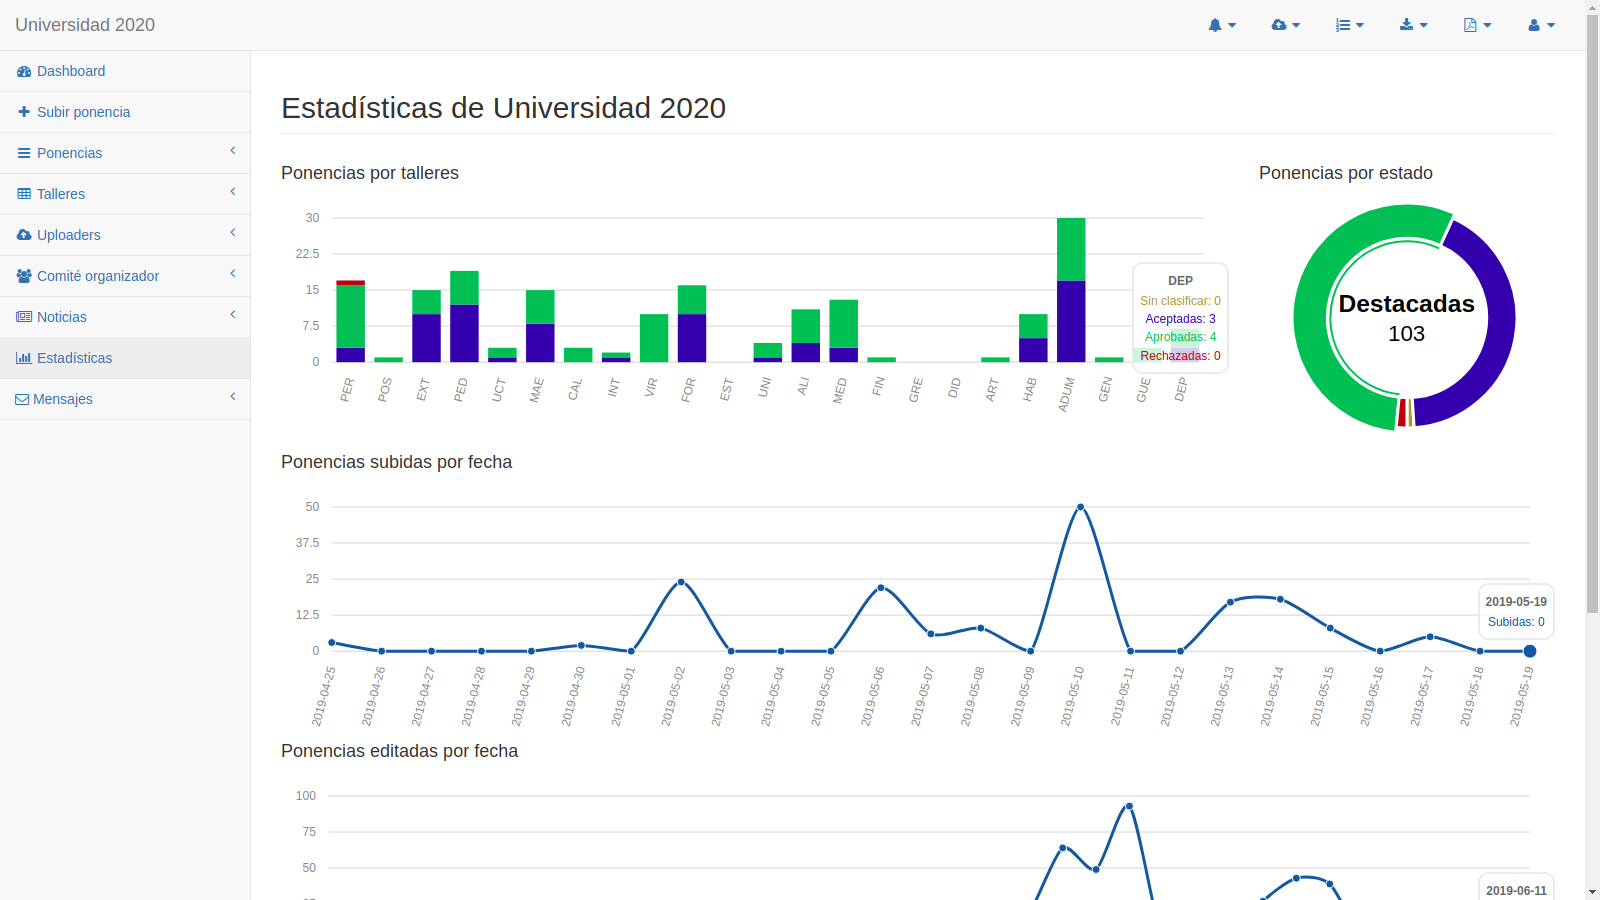 Universidad 2020
Dashboard
Subir ponencia
Ponencias
Talleres
Uploaders
Comité organizador
Noticias
Estadísticas
Mensajes
Estadísticas de Universidad 2020
Ponencias por talleres
30
22.5
15
7.5
0
PER POS EXT PED UCT MAE CAL INT VIR FOR EST UNI ALI MED FIN GRE DID ART HAB ADUM GEN GUE DEP
DEP
Sin clasificar: 0
Aceptadas: 3
Aprobadas: 4
Rechazadas: 0
Ponencias por estado
Destacadas
103
Ponencias subidas por fecha
50
37.5
25
12.5
0
2019-04-25 2019-04-26 2019-04-27 2019-04-28 2019-04-29 2019-04-30 2019-05-01 2019-05-02 2019-05-03 2019-05-04 2019-05-05 2019-05-06 2019-05-07 2019-05-08 2019-05-09 2019-05-10 2019-05-11 2019-05-12 2019-05-13 2019-05-14 2019-05-15 2019-05-16 2019-05-17 2019-05-18 2019-05-19
2019-05-19
Subidas: 0
Ponencias editadas por fecha
100
75
50
2019-06-11